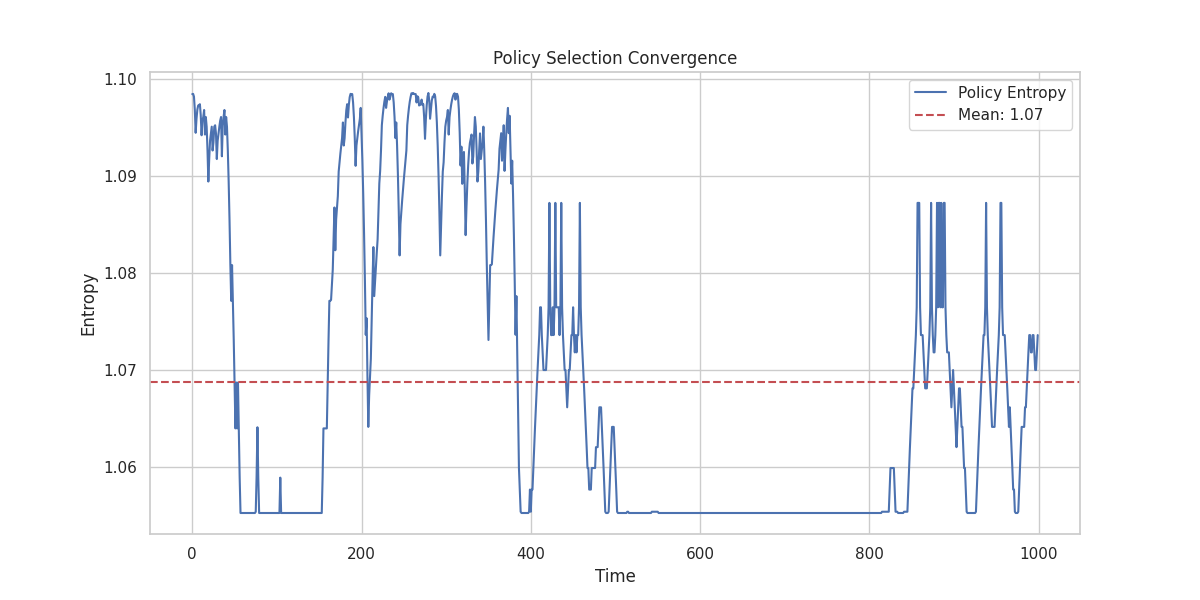 Policy Selection Convergence
Policy Entropy
Mean: 1.07
Entropy
1.10
1.09
1.08
1.07
1.06
0
200
400
600
800
1000
Time